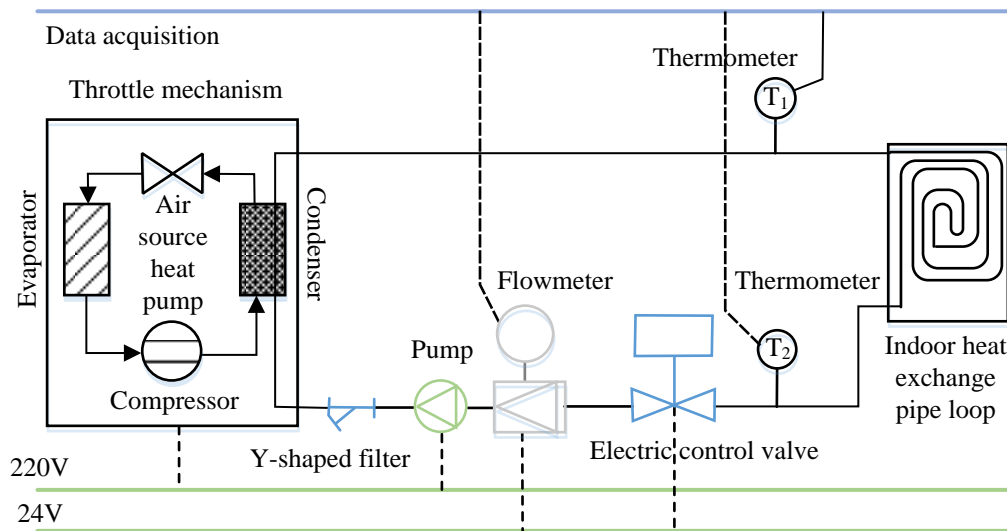 Data acquisition
Thermometer
Throttle mechanism
T1
Evaporator
Air
source
heat
pump
Condenser
Flowmeter
Thermometer
T2
Pump
Indoor heat
exchange
pipe loop
Compressor
Y-shaped filter
Electric control valve
220V
24V